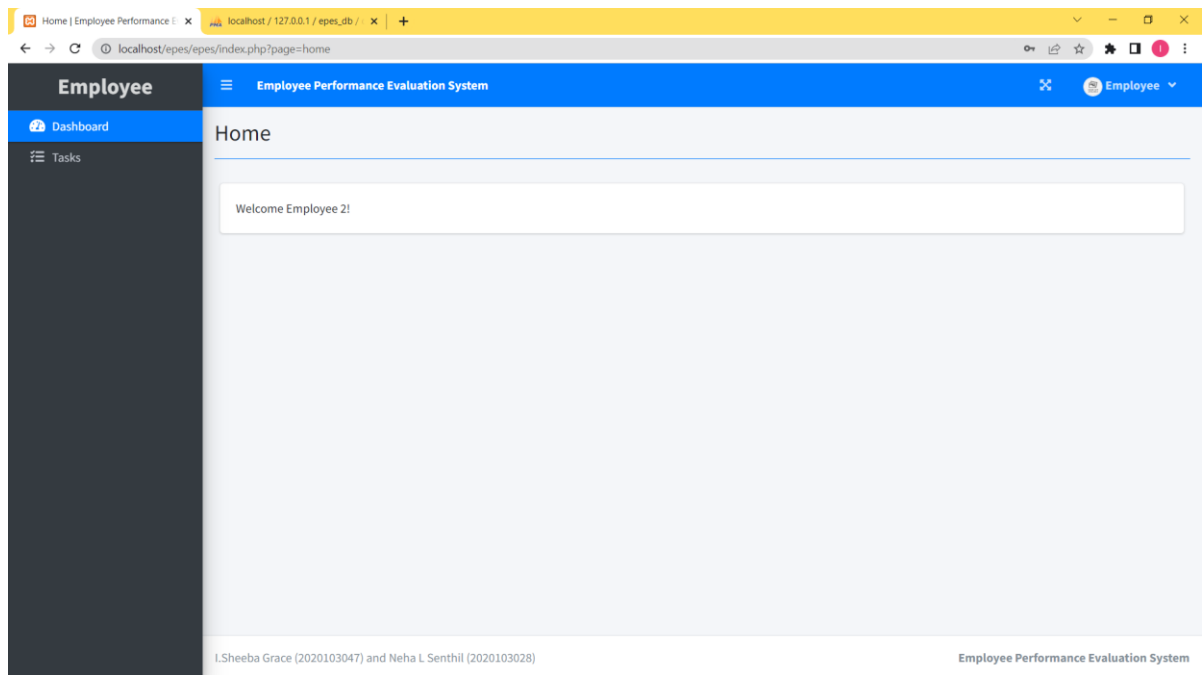 Home | Employee Performance E
localhost / 127.0.0.1 / epes_db /
localhost/epes/epes/index.php?page=home
Employee
Employee Performance Evaluation System
Employee
Dashboard
Tasks
Home
Welcome Employee 2!
I.Sheeba Grace (2020103047) and Neha L Senthil (2020103028)
Employee Performance Evaluation System